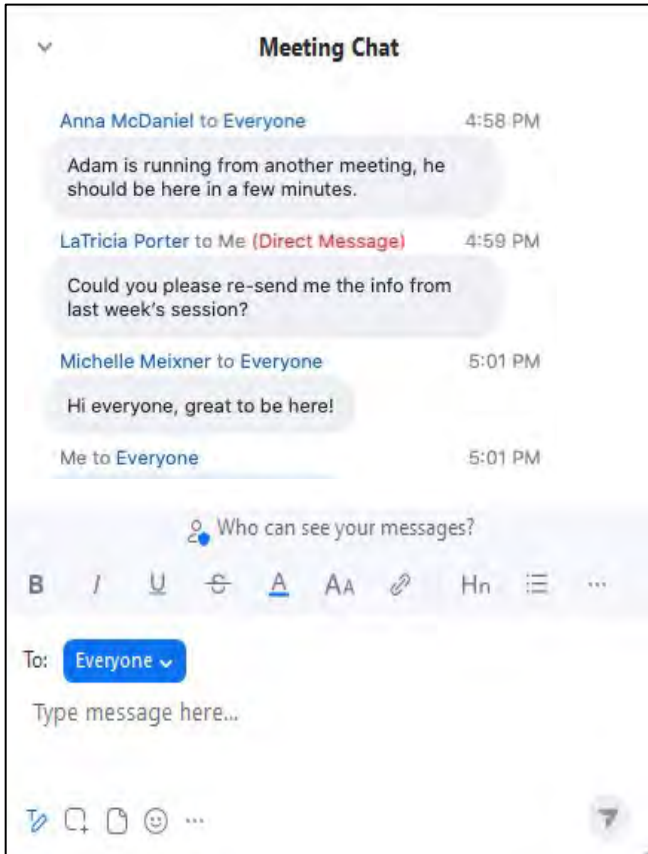 Meeting Chat
Anna McDaniel to Everyone 4:58 PM
Adam is running from another meeting, he
should be here in a few minutes.
LaTricia Porter to Me (Direct Message) 4:59 PM
Could you please re-send me the info from
last week's session?
Michelle Meixner to Everyone 5:01 PM
Hi everyone, great to be here!
Me to Everyone 5:01 PM
Who can see your messages?
B I U S A AA Hn ...
To: Everyone
Type message here...